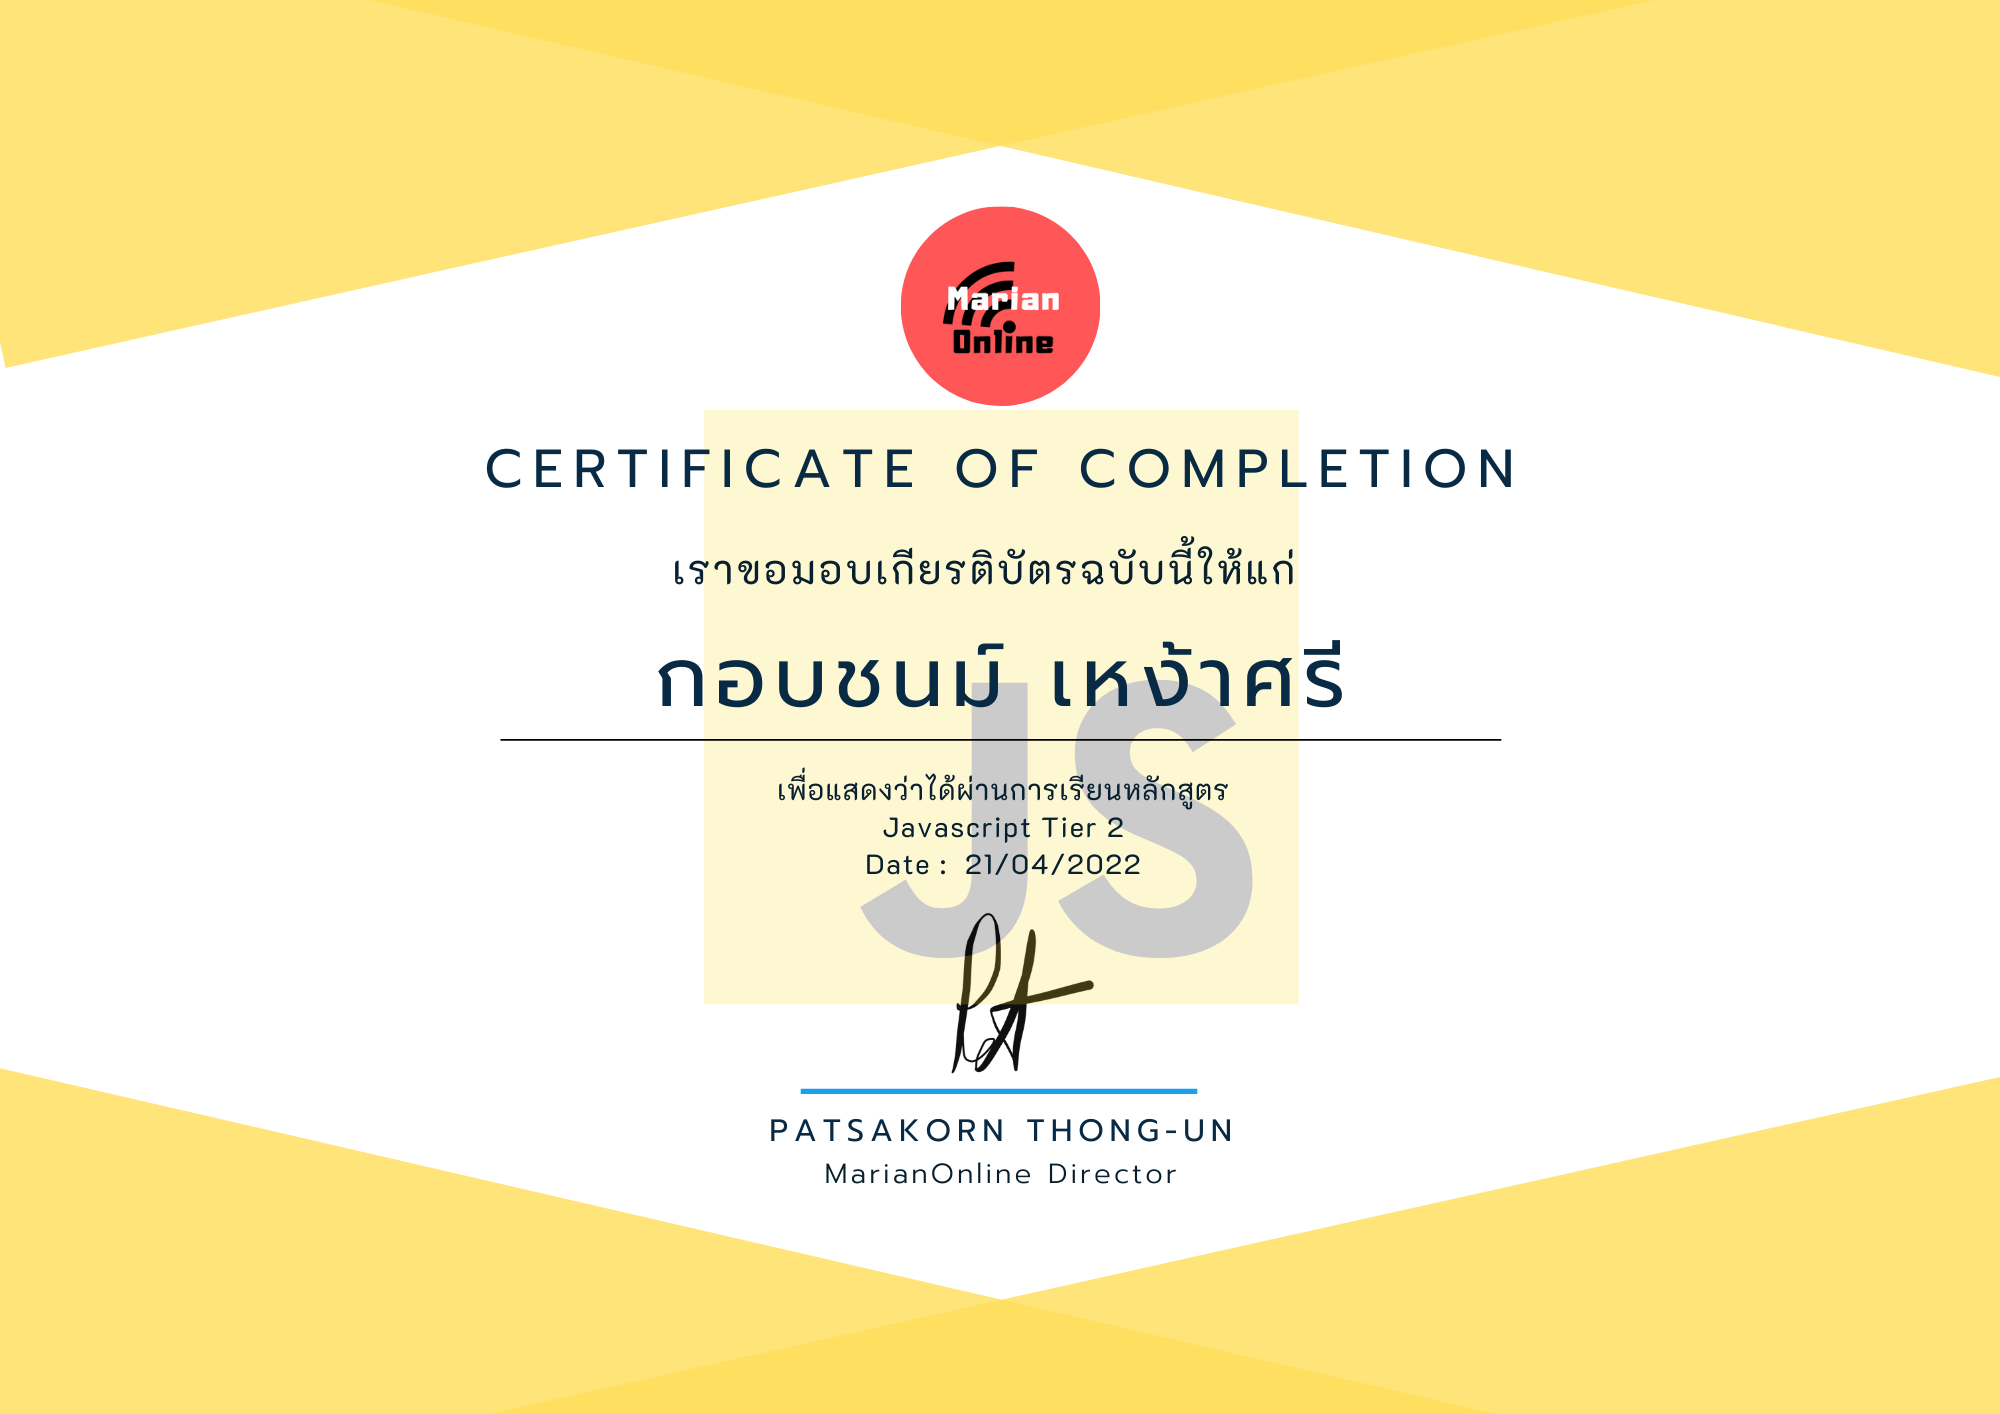 Marian
Online
CERTIFICATE OF COMPLETION
เราขอมอบเกียรติบัตรฉบับนี้ให้แก่
กอบชนม์ เหง้าศรี
JS
เพื่อแสดงว่าได้ผ่านการเรียนหลักสูตร
Javascript Tier 2
Date : 21/04/2022
PATSAKORN THONG-UN
MarianOnline Director